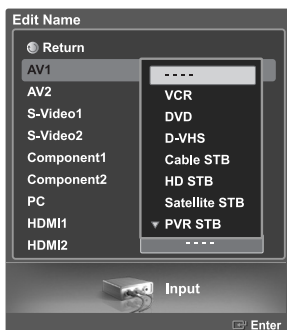 Edit Name
Return
AV1
AV2
S-Video1
S-Video2
Component1
Component2
PC
HDMI1
HDMI2
- - - -
VCR
DVD
D-VHS
Cable STB
HD STB
Satellite STB
▼ PVR STB
- - - -
Input
Enter